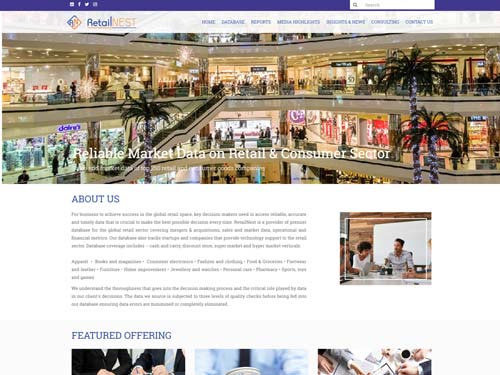 Search
RetailNEST
HOME DATABASE REPORTS MEDIA HIGHLIGHTS INSIGHTS & NEWS CONSULTING CONTACT US
Reliable Market Data on Retail & Consumer Sector
market data of top 250 retail and consumer goods companies
ABOUT US
For business to achieve success in the global retail space, key decision makers need to access reliable, accurate
and timely data that is crucial to make the best possible decision every time. RetailNest is a provider of premier
database for the global retail sector covering mergers & acquisitions, sales and market data, operational and
financial metrics. Our database also tracks startups and companies that provide technology support to the retail
sector. Database coverage includes – cash and carry, discount store, super market and hyper market verticals
Apparel • Books and magazines • Consumer electronics • Fashion and clothing • Food & Groceries • Footwear
and leather • Furniture • Home improvement • Jewellery and watches • Personal care • Pharmacy • Sports, toys
and games
We understand the thoroughness that goes into the decision making process and the critical role played by data
in our client's decisions. The data we source is subjected to three levels of quality checks before being fed into
our database ensuring data errors are minimized or completely eliminated.
FEATURED OFFERING